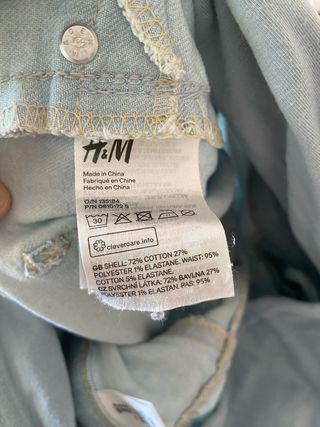 H&M
Made in China
Fabriqué en Chine
Hecho en China
O/N 135184
P/N 0610172 5
30
clevercare.info
GB SHELL: 72% COTTON 27%
POLYESTER 1% ELASTANE. WAIST: 95%
COTTON 5% ELASTANE.
CZ SVRCHNÍ LÁTKA: 72% BAVLNA 27%
POLYESTER 1% ELASTAN. PAS: 95%